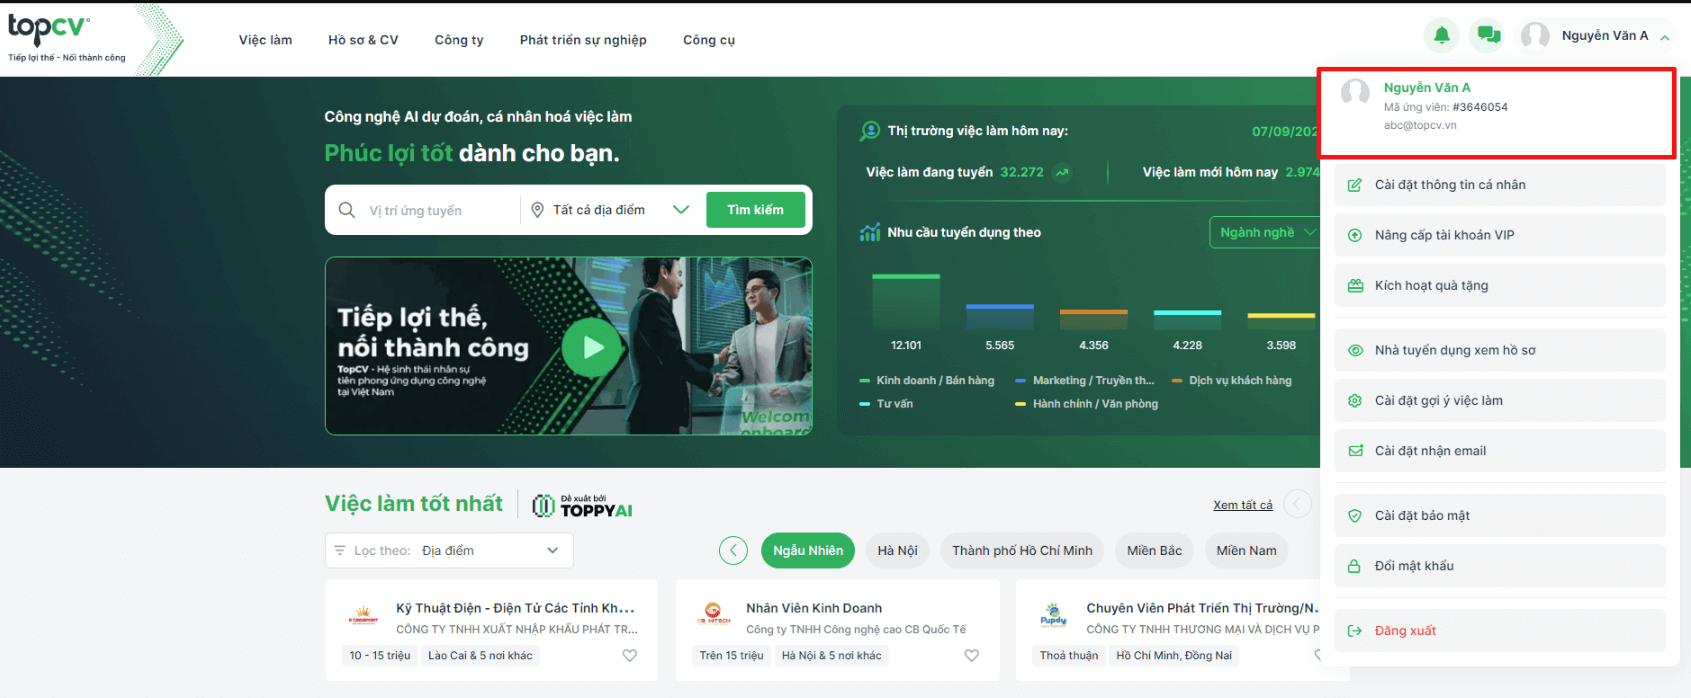 topcv
Tiếp lợi thế - Nối thành công
Việc làm
Hồ sơ & CV
Công ty
Phát triển sự nghiệp
Công cụ
Nguyễn Văn A
Nguyễn Văn A
Mã ứng viên: #3646054
abc@topcv.vn
Cài đặt thông tin cá nhân
Nâng cấp tài khoản VIP
Kích hoạt quà tặng
Nhà tuyển dụng xem hồ sơ
Cài đặt gợi ý việc làm
Cài đặt nhận email
Cài đặt bảo mật
Đổi mật khẩu
Đăng xuất
Công nghệ AI dự đoán, cá nhân hoá việc làm
Phúc lợi tốt dành cho bạn.
Vị trí ứng tuyển
Tất cả địa điểm
Tìm kiếm
Tiếp lợi thế,
nối thành công
TopCV - Hệ sinh thái nhân sự
tiên phong ứng dụng công nghệ
tại Việt Nam
Welcom
onboard
Thị trường việc làm hôm nay:
07/09/202
Việc làm đang tuyển 32.272
Việc làm mới hôm nay 2.974
Nhu cầu tuyển dụng theo
Ngành nghề
12.101
5.565
4.356
4.228
3.598
Kinh doanh / Bán hàng
Marketing / Truyền th...
Dịch vụ khách hàng
Tư vấn
Hành chính / Văn phòng
Việc làm tốt nhất
Đề xuất bởi
TOPPYAI
Xem tất cả
Lọc theo: Địa điểm
Ngẫu Nhiên
Hà Nội
Thành phố Hồ Chí Minh
Miền Bắc
Miền Nam
Kỹ Thuật Điện - Điện Tử Các Tỉnh Kh...
CÔNG TY TNHH XUẤT NHẬP KHẨU PHÁT TR...
10 - 15 triệu
Lào Cai & 5 nơi khác
CB HITECH
Nhân Viên Kinh Doanh
Công ty TNHH Công nghệ cao CB Quốc Tế
Trên 15 triệu
Hà Nội & 5 nơi khác
Pupdy
Chuyên Viên Phát Triển Thị Trường/N.
CÔNG TY TNHH THƯƠNG MẠI VÀ DỊCH VỤ P
Thoả thuận
Hồ Chí Minh, Đồng Nai